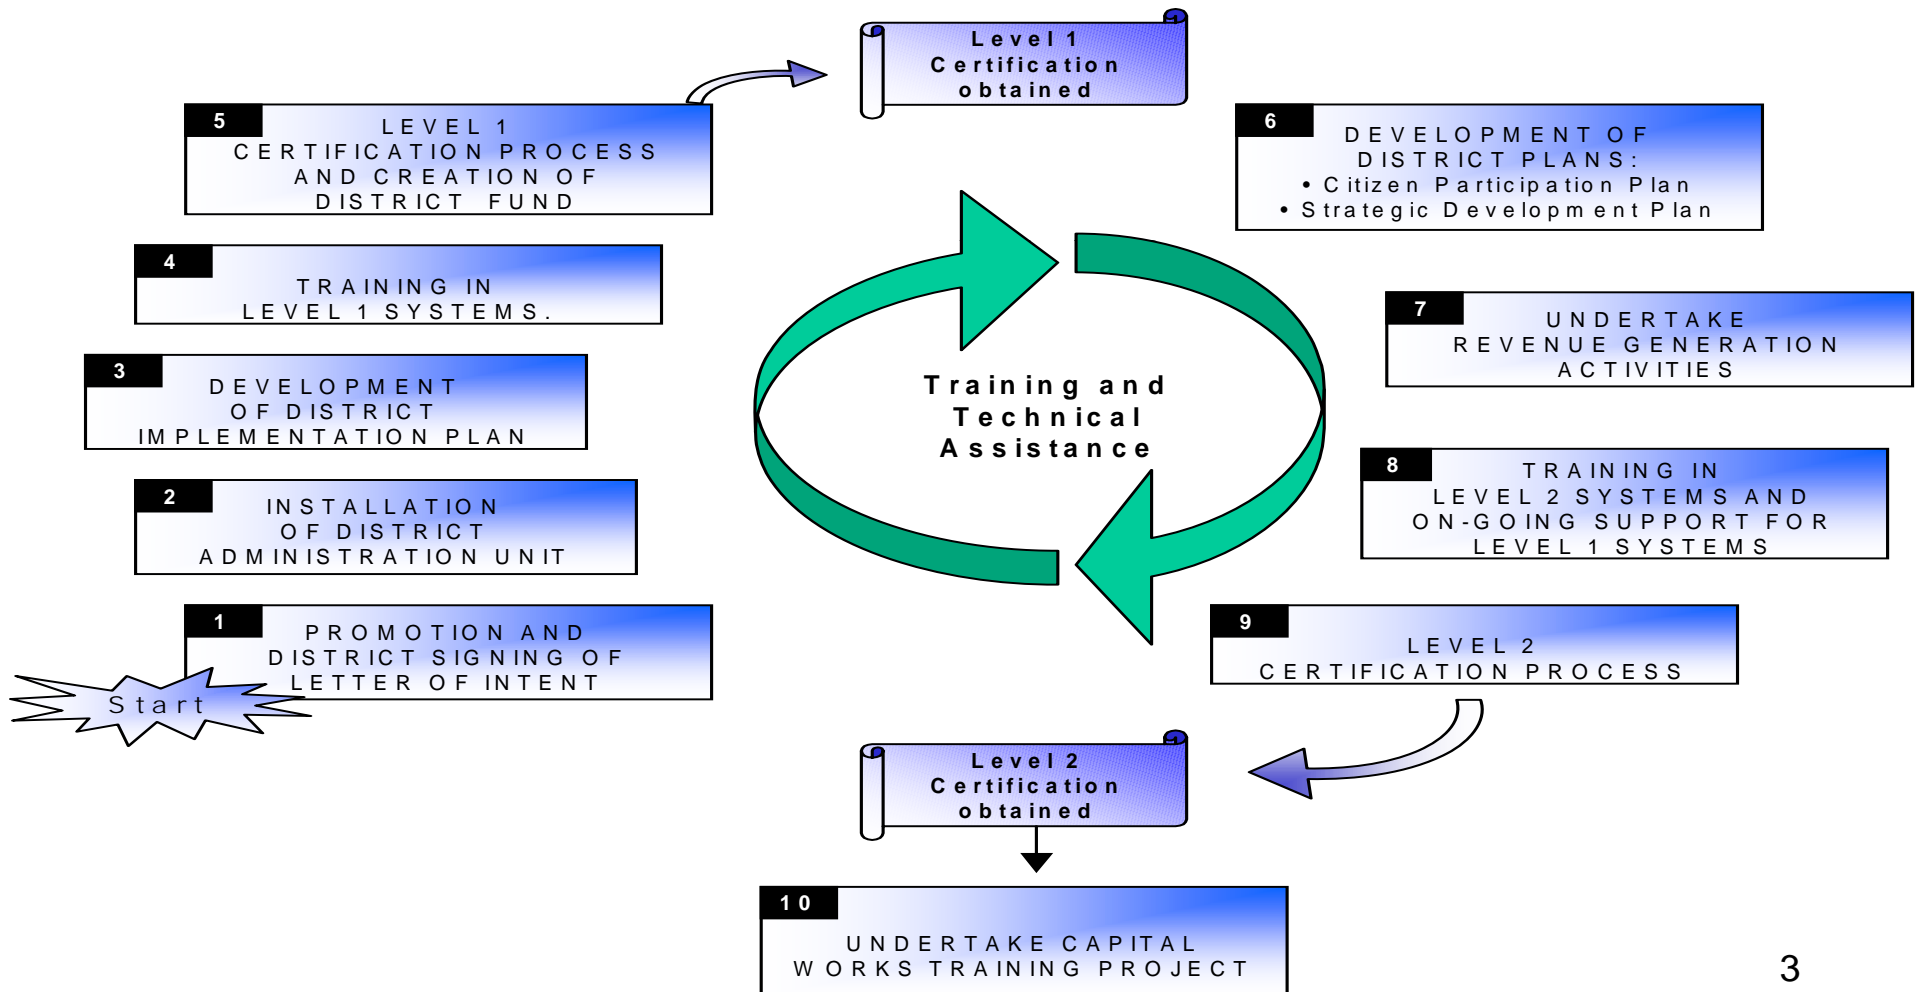 Level 1
Certification
obtained
5
LEVEL 1
CERTIFICATION PROCESS
AND CREATION OF
DISTRICT FUND
4
TRAINING IN
LEVEL 1 SYSTEMS.
3
DEVELOPMENT
OF DISTRICT
IMPLEMENTATION PLAN
2
INSTALLATION
OF DISTRICT
ADMINISTRATION UNIT
1
PROMOTION AND
DISTRICT SIGNING OF
LETTER OF INTENT
Start
Training and
Technical
Assistance
6
DEVELOPMENT OF
DISTRICT PLANS:
• Citizen Participation Plan
• Strategic Development Plan
7
UNDERTAKE
REVENUE GENERATION
ACTIVITIES
8
TRAINING IN
LEVEL 2 SYSTEMS AND
ON-GOING SUPPORT FOR
LEVEL 1 SYSTEMS
9
LEVEL 2
CERTIFICATION PROCESS
Level 2
Certification
obtained
10
UNDERTAKE CAPITAL
WORKS TRAINING PROJECT
3